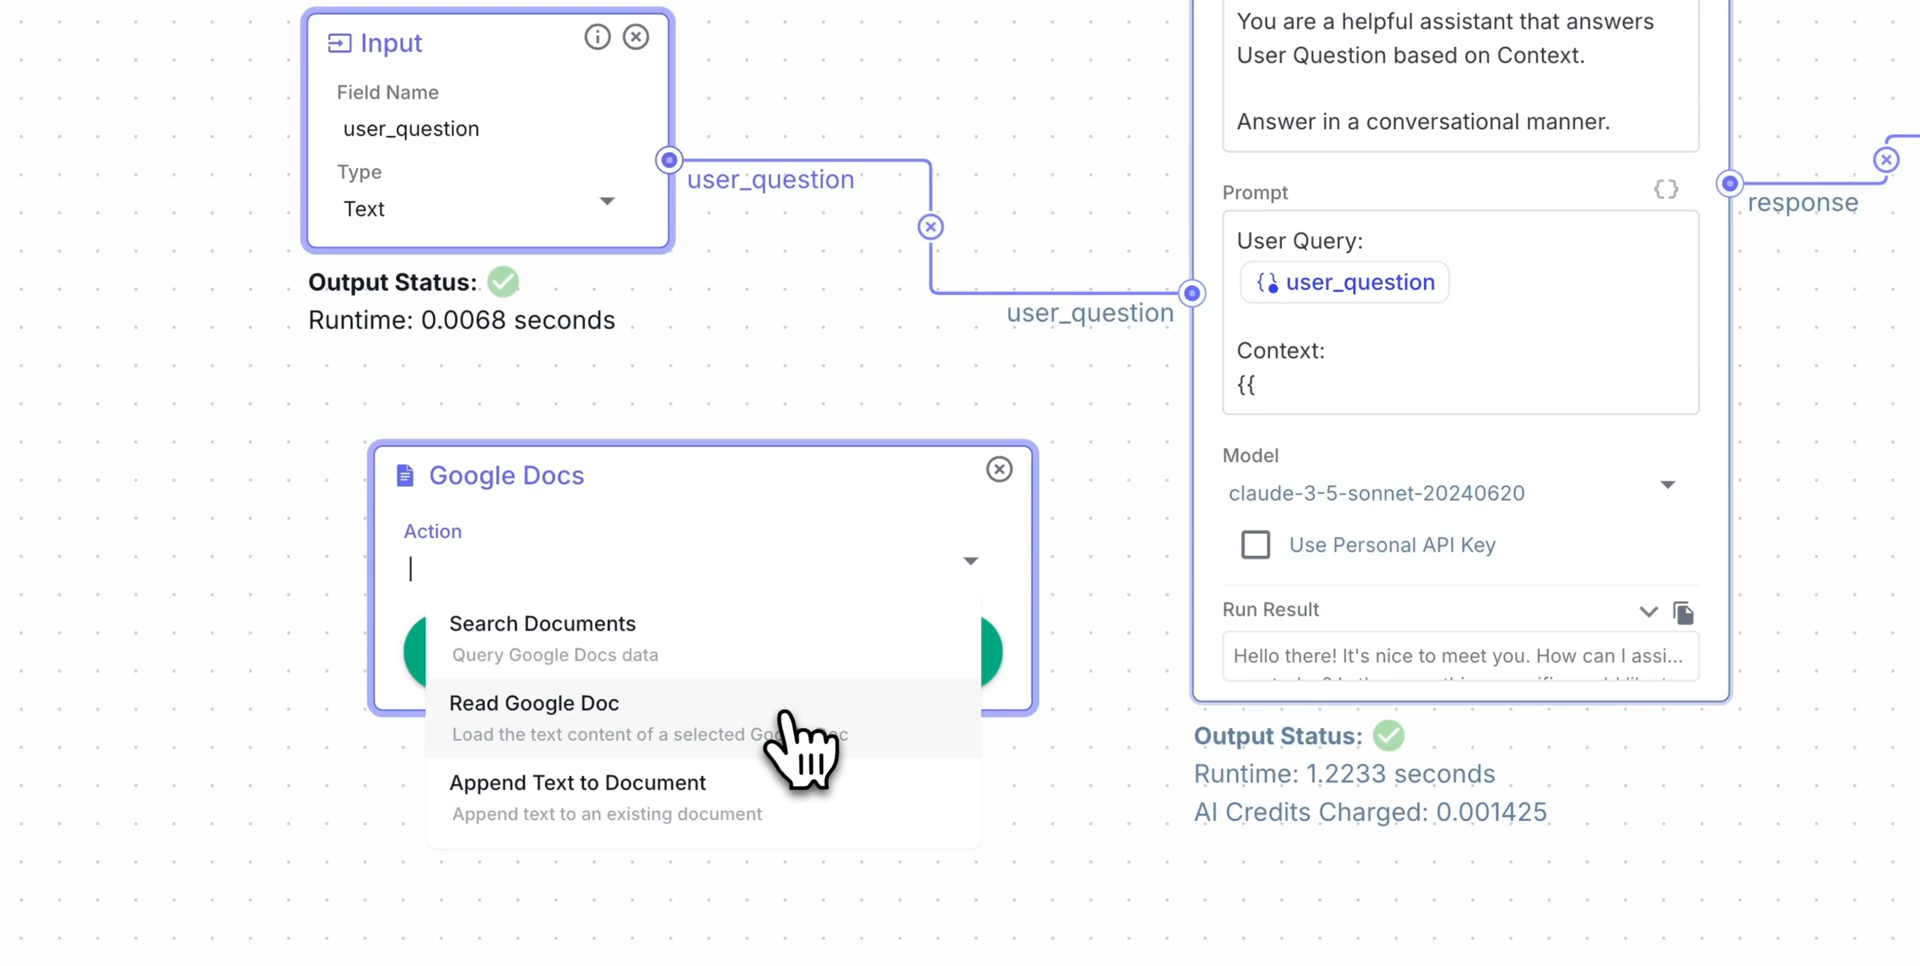 Input
Field Name
user_question
Type
Text
Output Status:
Runtime: 0.0068 seconds
user_question
user_question
Google Docs
Action
Search Documents
Query Google Docs data
Read Google Doc
Load the text content of a selected
Append Text to Document
Append text to an existing document
You are a helpful assistant that answers
User Question based on Context.
Answer in a conversational manner.
Prompt
User Query:
user_question
Context:
{{
Model
claude-3-5-sonnet-20240620
Use Personal API Key
Run Result
Hello there! It's nice to meet you. How can I assi...
Output Status:
Runtime: 1.2233 seconds
AI Credits Charged: 0.001425
response